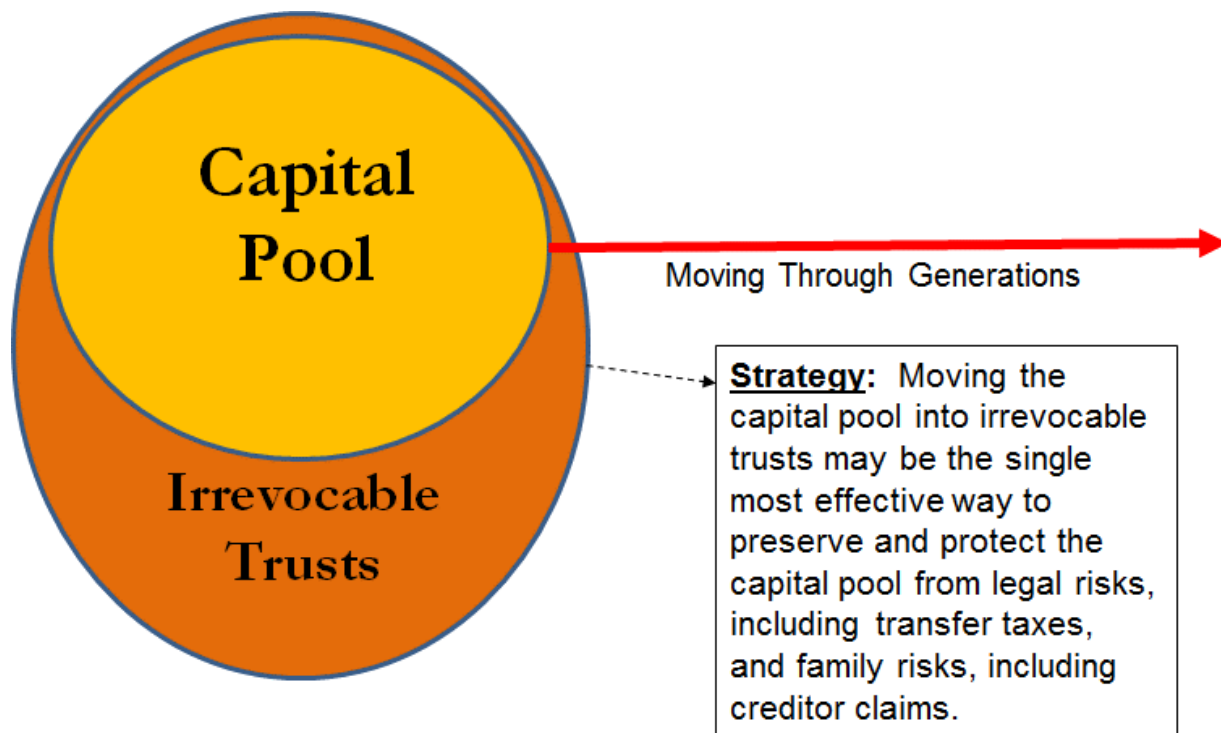 Capital
Pool
Moving Through Generations
Irrevocable
Trusts
Strategy: Moving the
capital pool into irrevocable
trusts may be the single
most effective way to
preserve and protect the
capital pool from legal risks,
including transfer taxes,
and family risks, including
creditor claims.